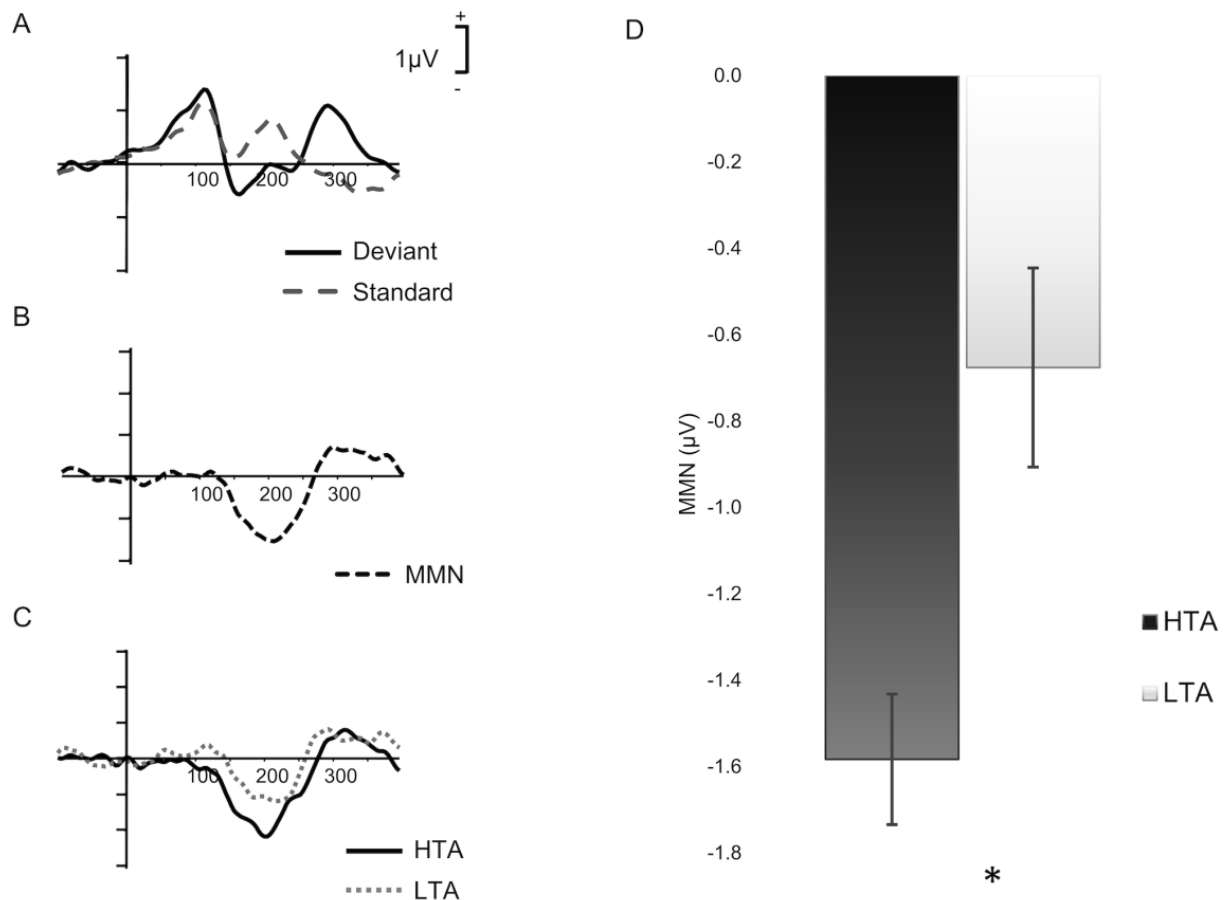 A
+
1µV
-
100 200 300
Deviant
Standard
B
100 200 300
MMN
C
100 200 300
HTA
LTA
D
0.0
-0.2
-0.4
-0.6
-0.8
-1.0
-1.2
-1.4
-1.6
-1.8
MMN (µV)
HTA
LTA
*